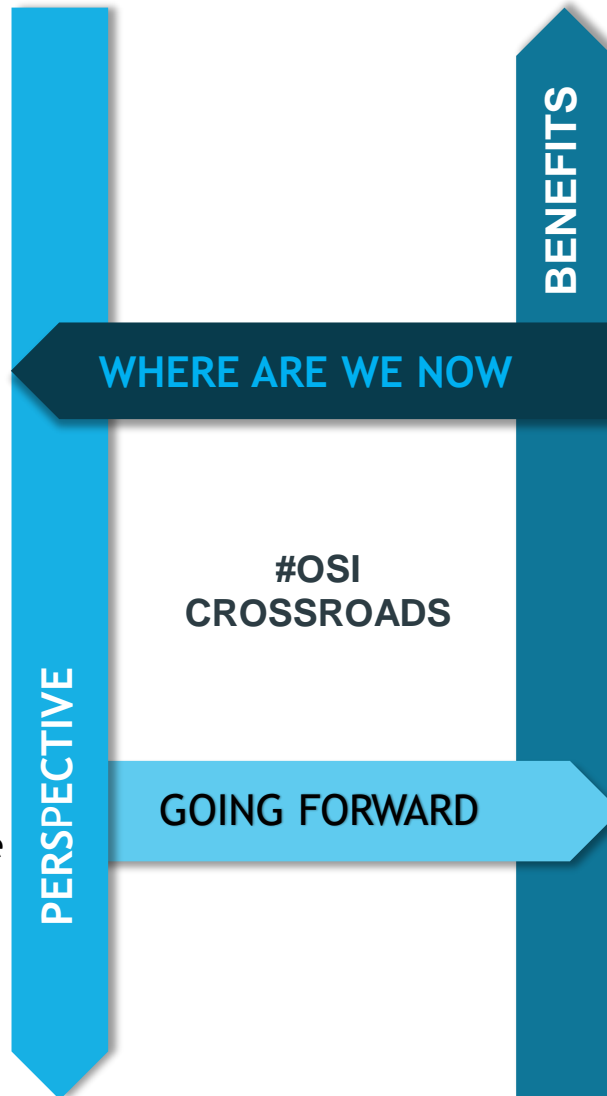 BENEFITS
WHERE ARE WE NOW
#OSI
CROSSROADS
PERSPECTIVE
GOING FORWARD
e